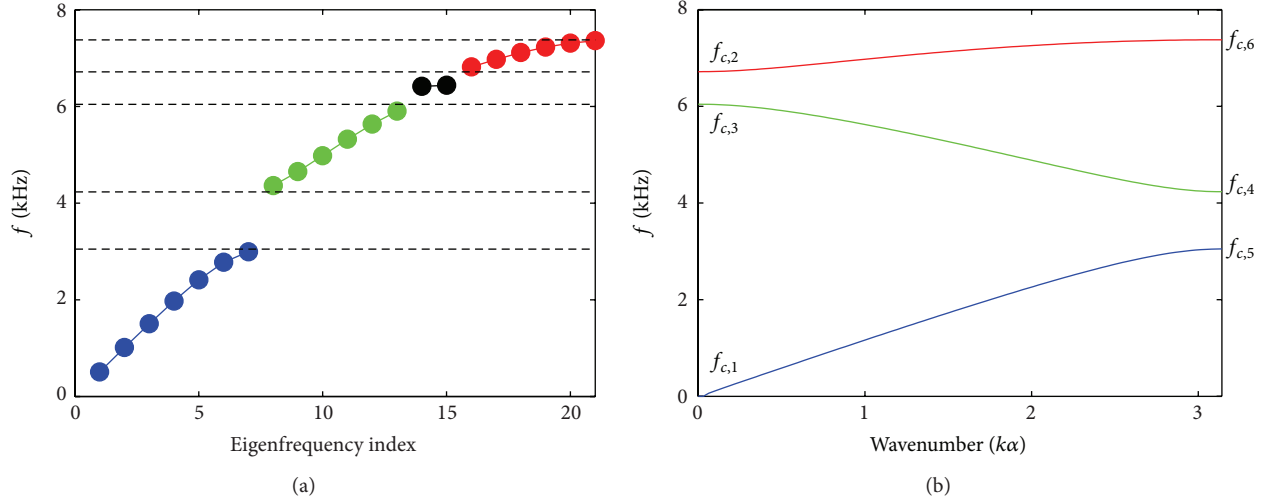 8
6
4
2
0
f (kHz)
0
5
10
15
20
Eigenfrequency index
(a)
8
6
4
2
0
f (kHz)
f_{c,2}
f_{c,3}
f_{c,1}
f_{c,6}
f_{c,4}
f_{c,5}
0
1
2
3
Wavenumber (kα)
(b)